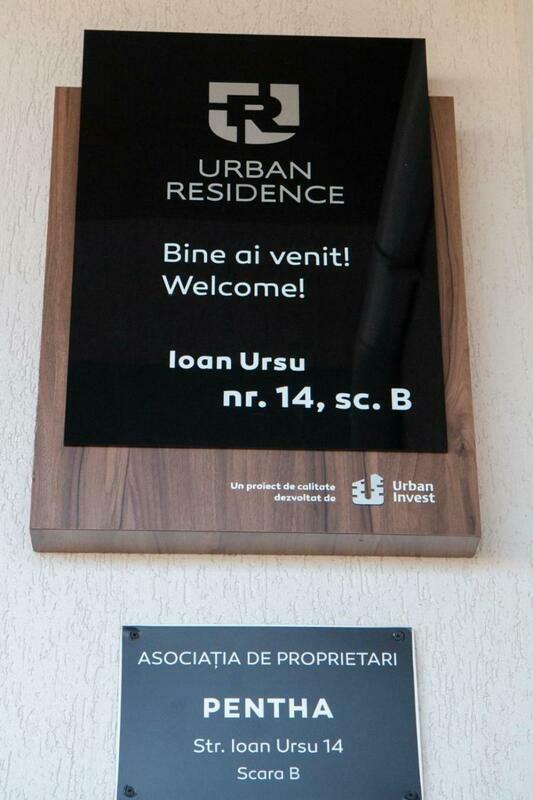 UR
URBAN
RESIDENCE
Bine ai venit!
Welcome!
Ioan Ursu
nr. 14, sc. B
Un proiect de calitate
dezvoltat de
Urban
Invest
ASOCIAȚIA DE PROPRIETARI
PENTHA
Str. Ioan Ursu 14
Scara B